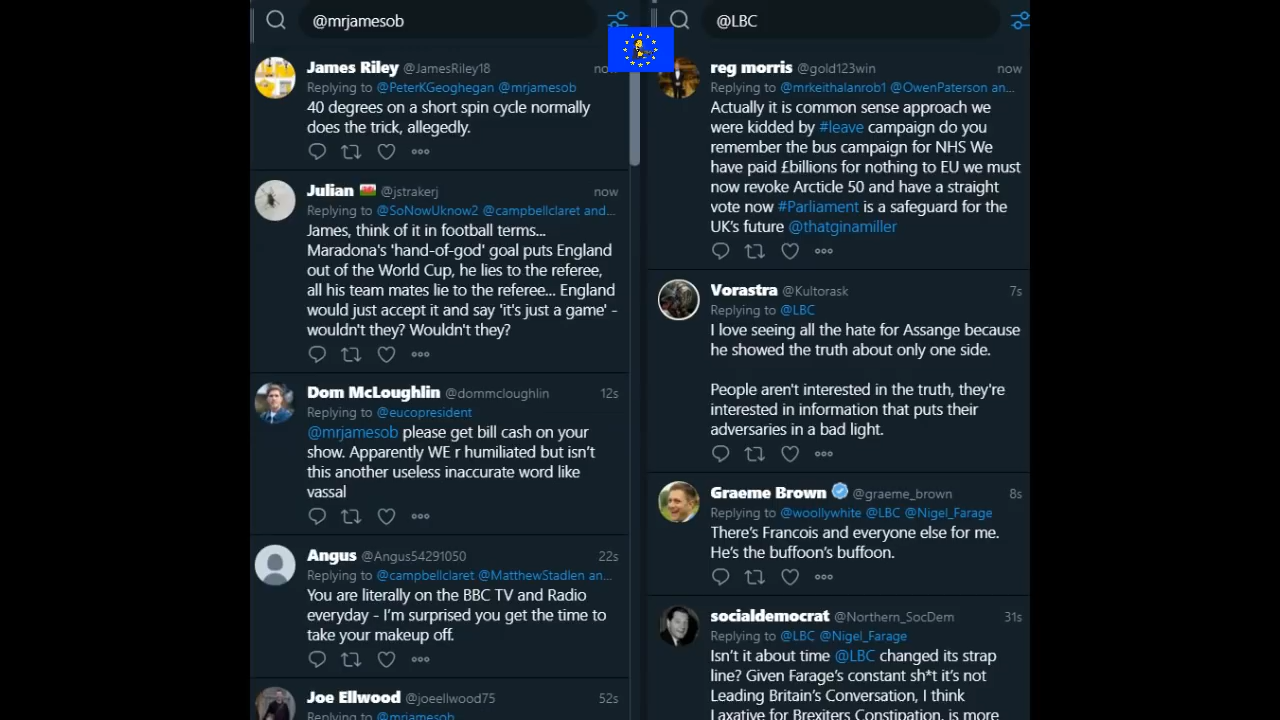 @mrjamesob
James Riley @JamesRiley18 now
Replying to @PeterKGeoghegan @mrjamesob
40 degrees on a short spin cycle normally
does the trick, allegedly.
Julian @jstrakerj now
Replying to @SoNowUknow2 @campbellclaret and...
James, think of it in football terms...
Maradona's 'hand-of-god' goal puts England
out of the World Cup, he lies to the referee,
all his team mates lie to the referee... England
would just accept it and say 'it's just a game' -
wouldn't they? Wouldn't they?
Dom McLoughlin @dommcloughlin 12s
Replying to @eucopresident
@mrjamesob please get bill cash on your
show. Apparently WE r humiliated but isn't
this another useless inaccurate word like
vassal
Angus @Angus54291050 22s
Replying to @campbellclaret @MatthewStadlen an...
You are literally on the BBC TV and Radio
everyday - I'm surprised you get the time to
take your makeup off.
Joe Ellwood @joeellwood75 52s
Replying to @mrjamesob
@LBC
reg morris @gold123win now
Replying to @mrkeithalanrob1 @OwenPaterson an...
Actually it is common sense approach we
were kidded by #leave campaign do you
remember the bus campaign for NHS We
have paid £billions for nothing to EU we must
now revoke Arcticle 50 and have a straight
vote now #Parliament is a safeguard for the
UK's future @thatginamiller
Vorastra @Kultorask 7s
Replying to @LBC
I love seeing all the hate for Assange because
he showed the truth about only one side.
People aren't interested in the truth, they're
interested in information that puts their
adversaries in a bad light.
Graeme Brown @graeme_brown 8s
Replying to @woollywhite @LBC @Nigel_Farage
There's Francois and everyone else for me.
He's the buffoon's buffoon.
socialdemocrat @Northern_SocDem 31s
Replying to @LBC @Nigel_Farage
Isn't it about time @LBC changed its strap
line? Given Farage's constant sh*t it's not
Leading Britain's Conversation, I think
Laxative for Brexiters Constipation, is more